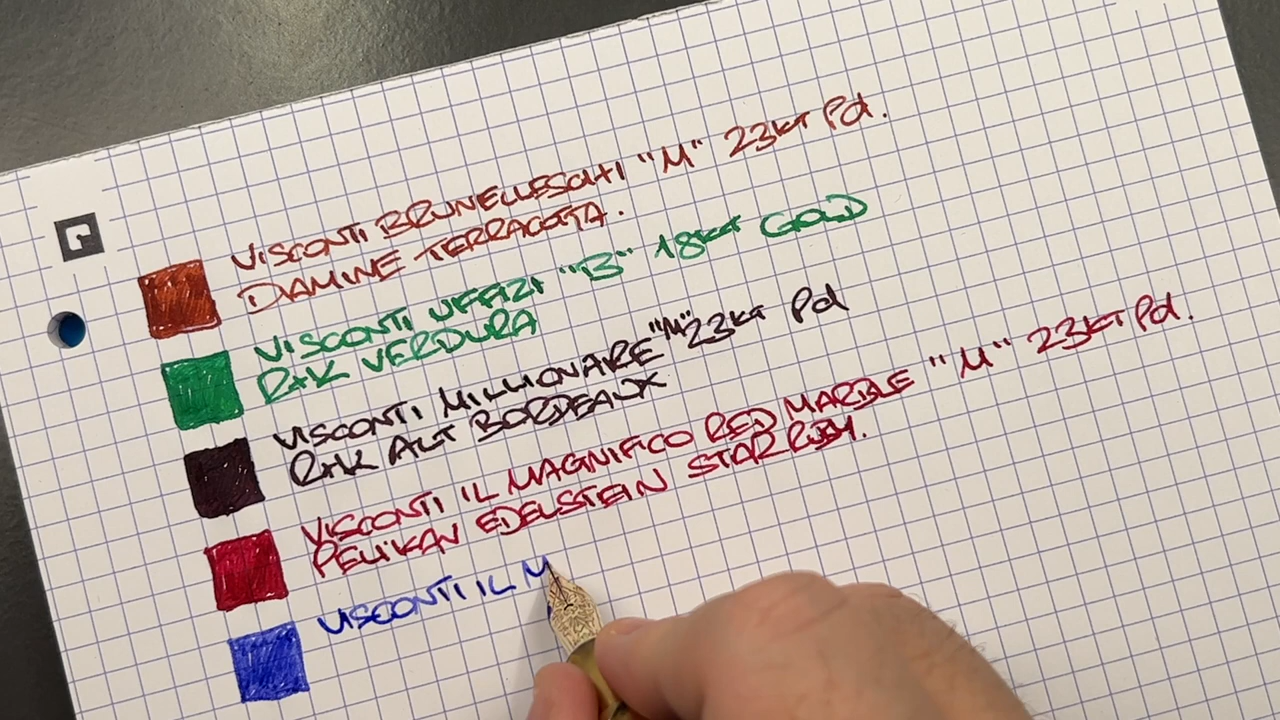 VISCONTI BRUNELLESCHI "M" 23kt Pd.
DIAMINE TERRACOTTA.
VISCONTI UFFIZI "B" 18kt GOLD
R+K VERDURA
VISCONTI MILLIONAIRE "M" 23kt Pd
R+K ALT BORDEAUX
VISCONTI IL MAGNIFICO RED MARBLE "M" 23kt Pd.
PELIKAN EDELSTEIN STAR RUBY.
VISCONTI IL M